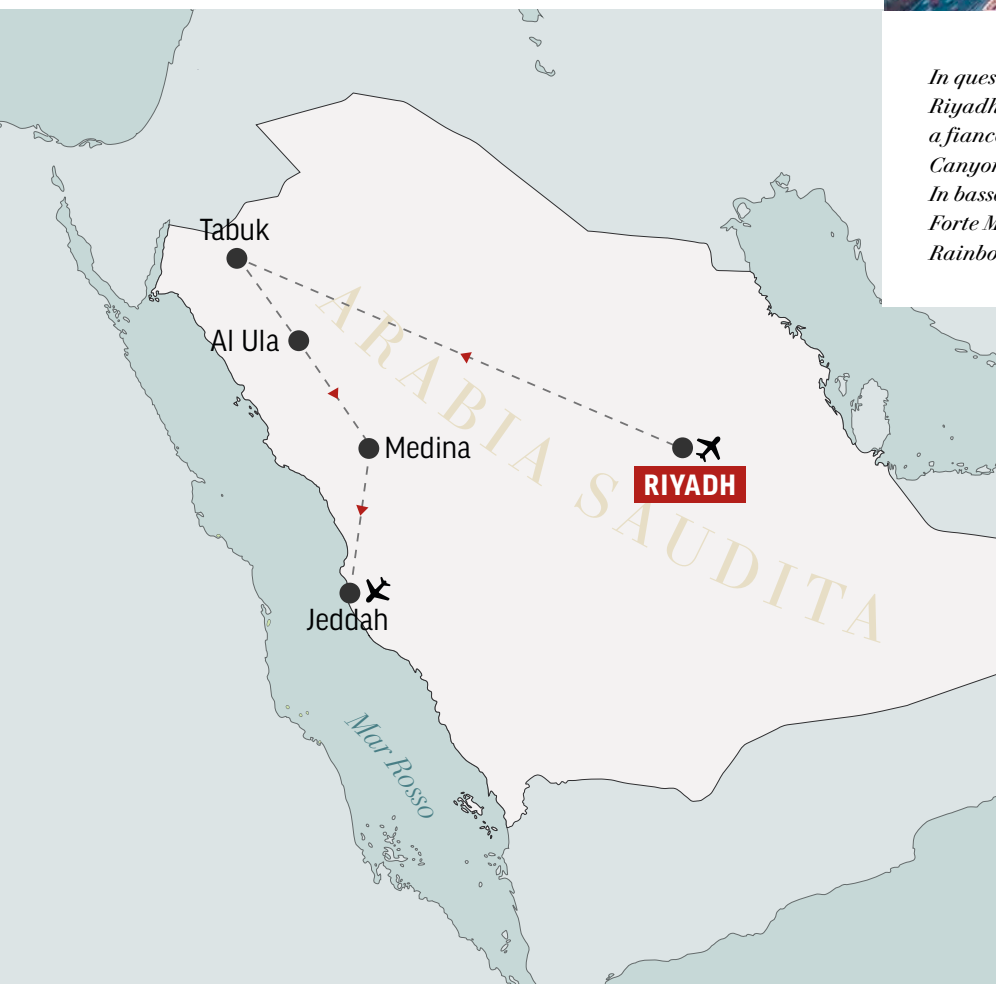 In ques
Riyadh
a fianc
Canyon
In bass
Forte M
Rainbo
Tabuk
Al Ula
ARABIA SAUDITA
Medina
RIYADH
Jeddah
Mar Rosso